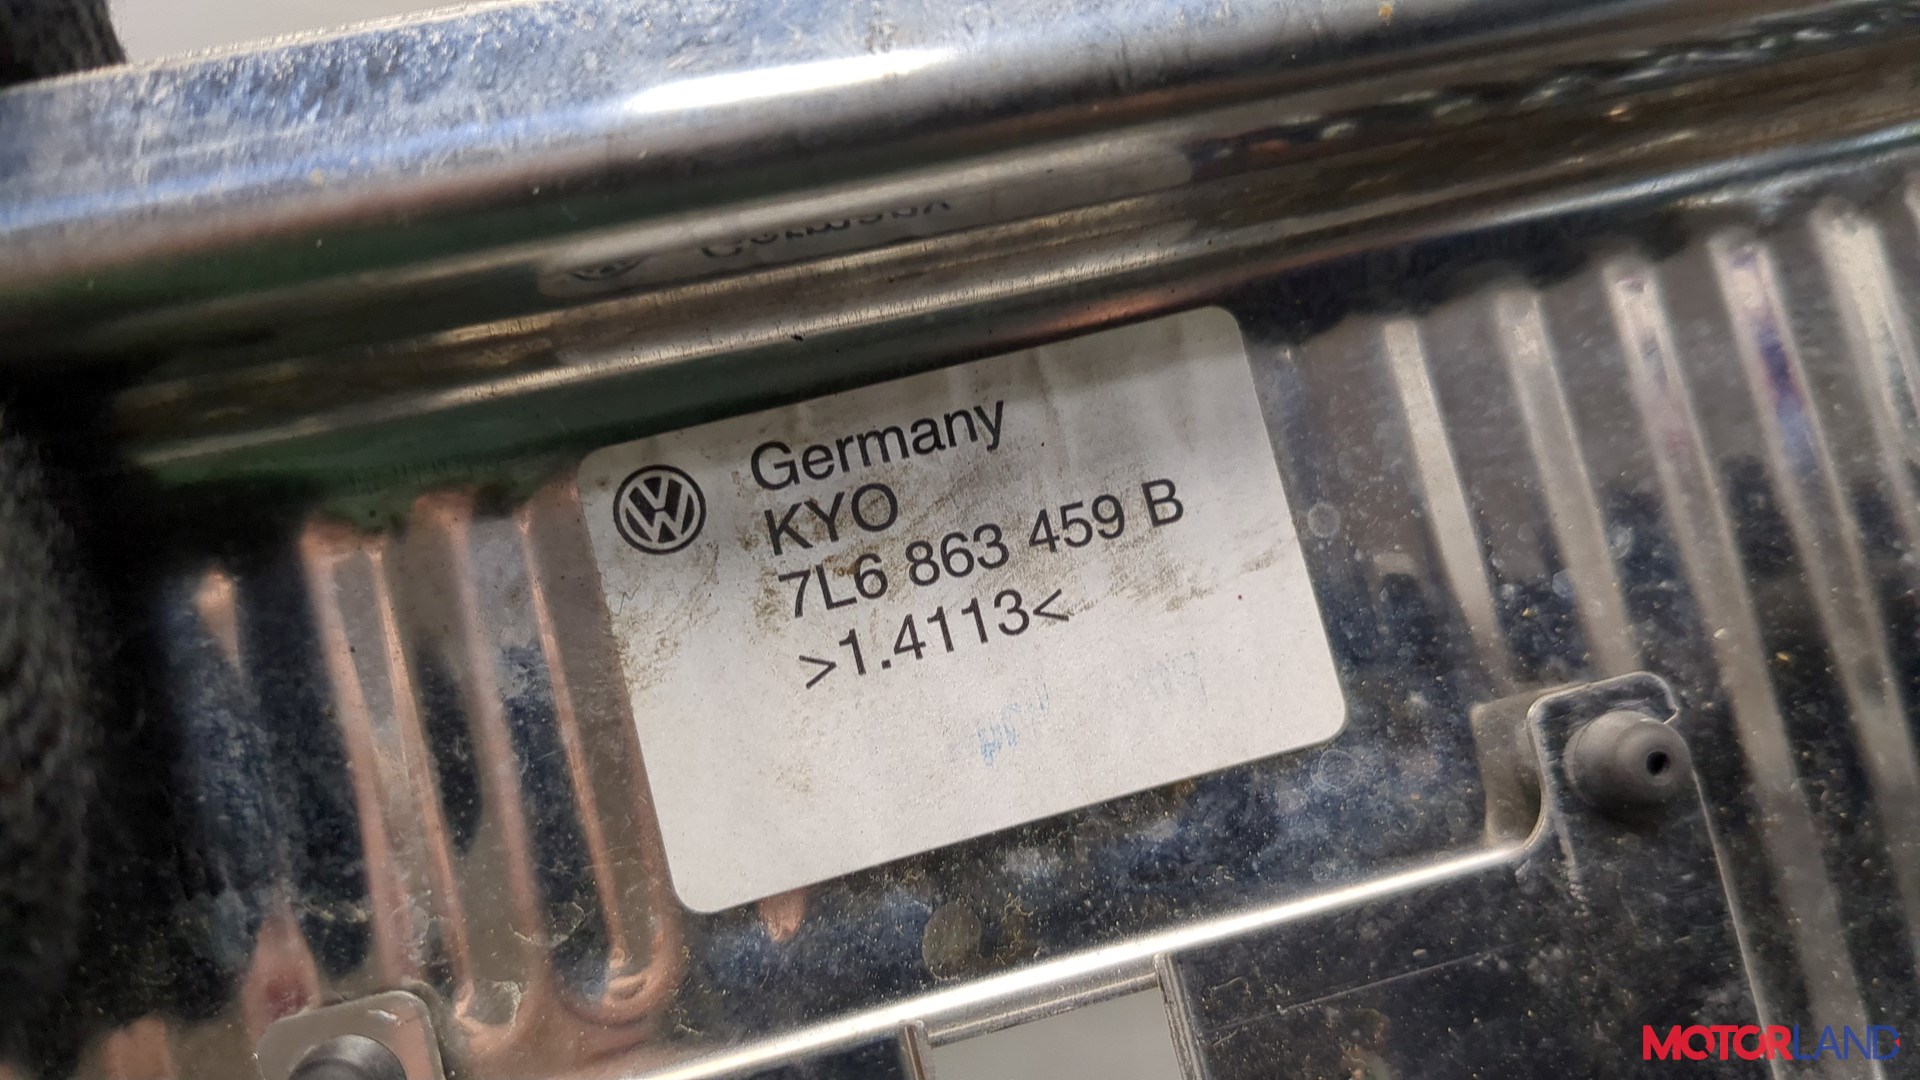 Germany
KYO
7L6 863 459 B
>1.4113<
MOTORLAND